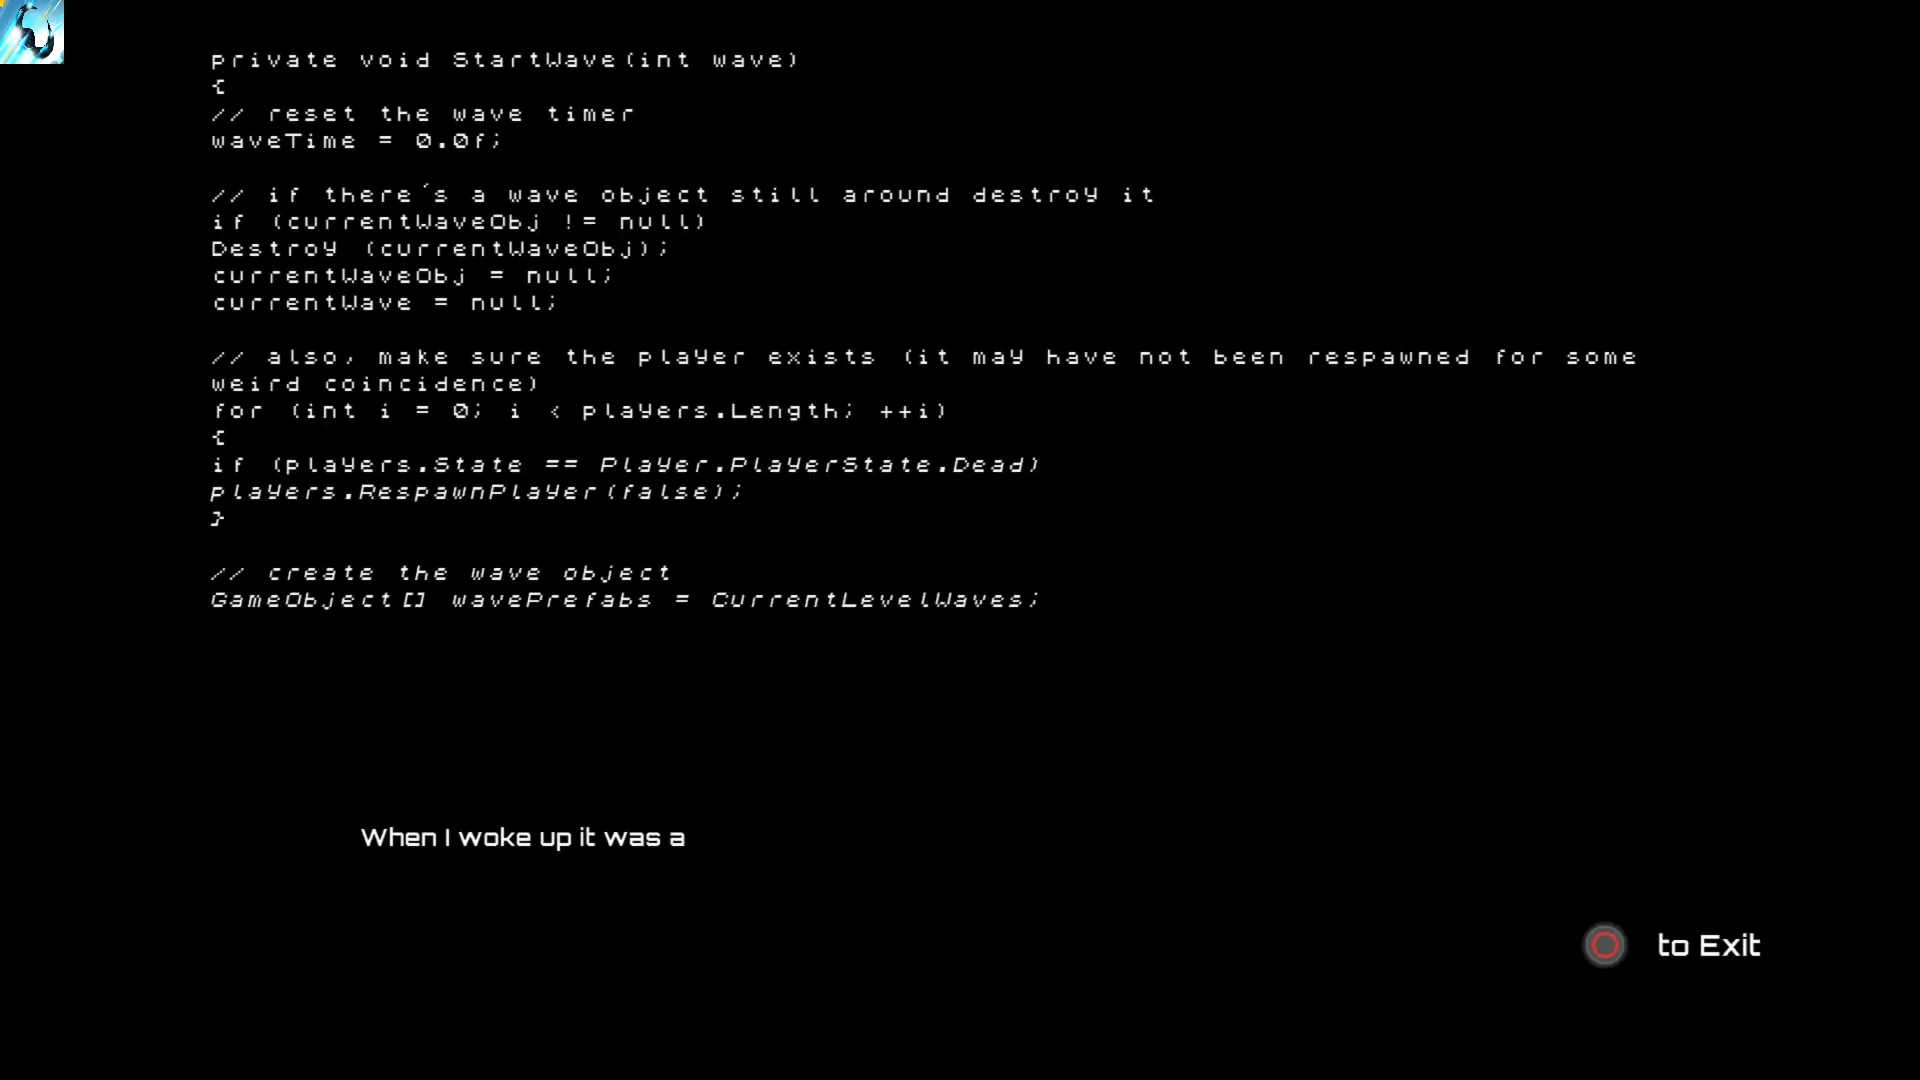 private void StartWave(int wave)
{
// reset the wave timer
waveTime = 0.0f;
// if there´s a wave object still around destroy it
if (currentWaveObj != null)
Destroy (currentWaveObj);
currentWaveObj = null;
currentWave = null;
// also, make sure the player exists (it may have not been respawned for some
weird coincidence)
for (int i = 0; i < players.Length; ++i)
{
if (players.State == Player.PlayerState.Dead)
players.RespawnPlayer(false);
}
// create the wave object
GameObject[] wavePrefabs = CurrentLevelWaves;
When I woke up it was a
to Exit